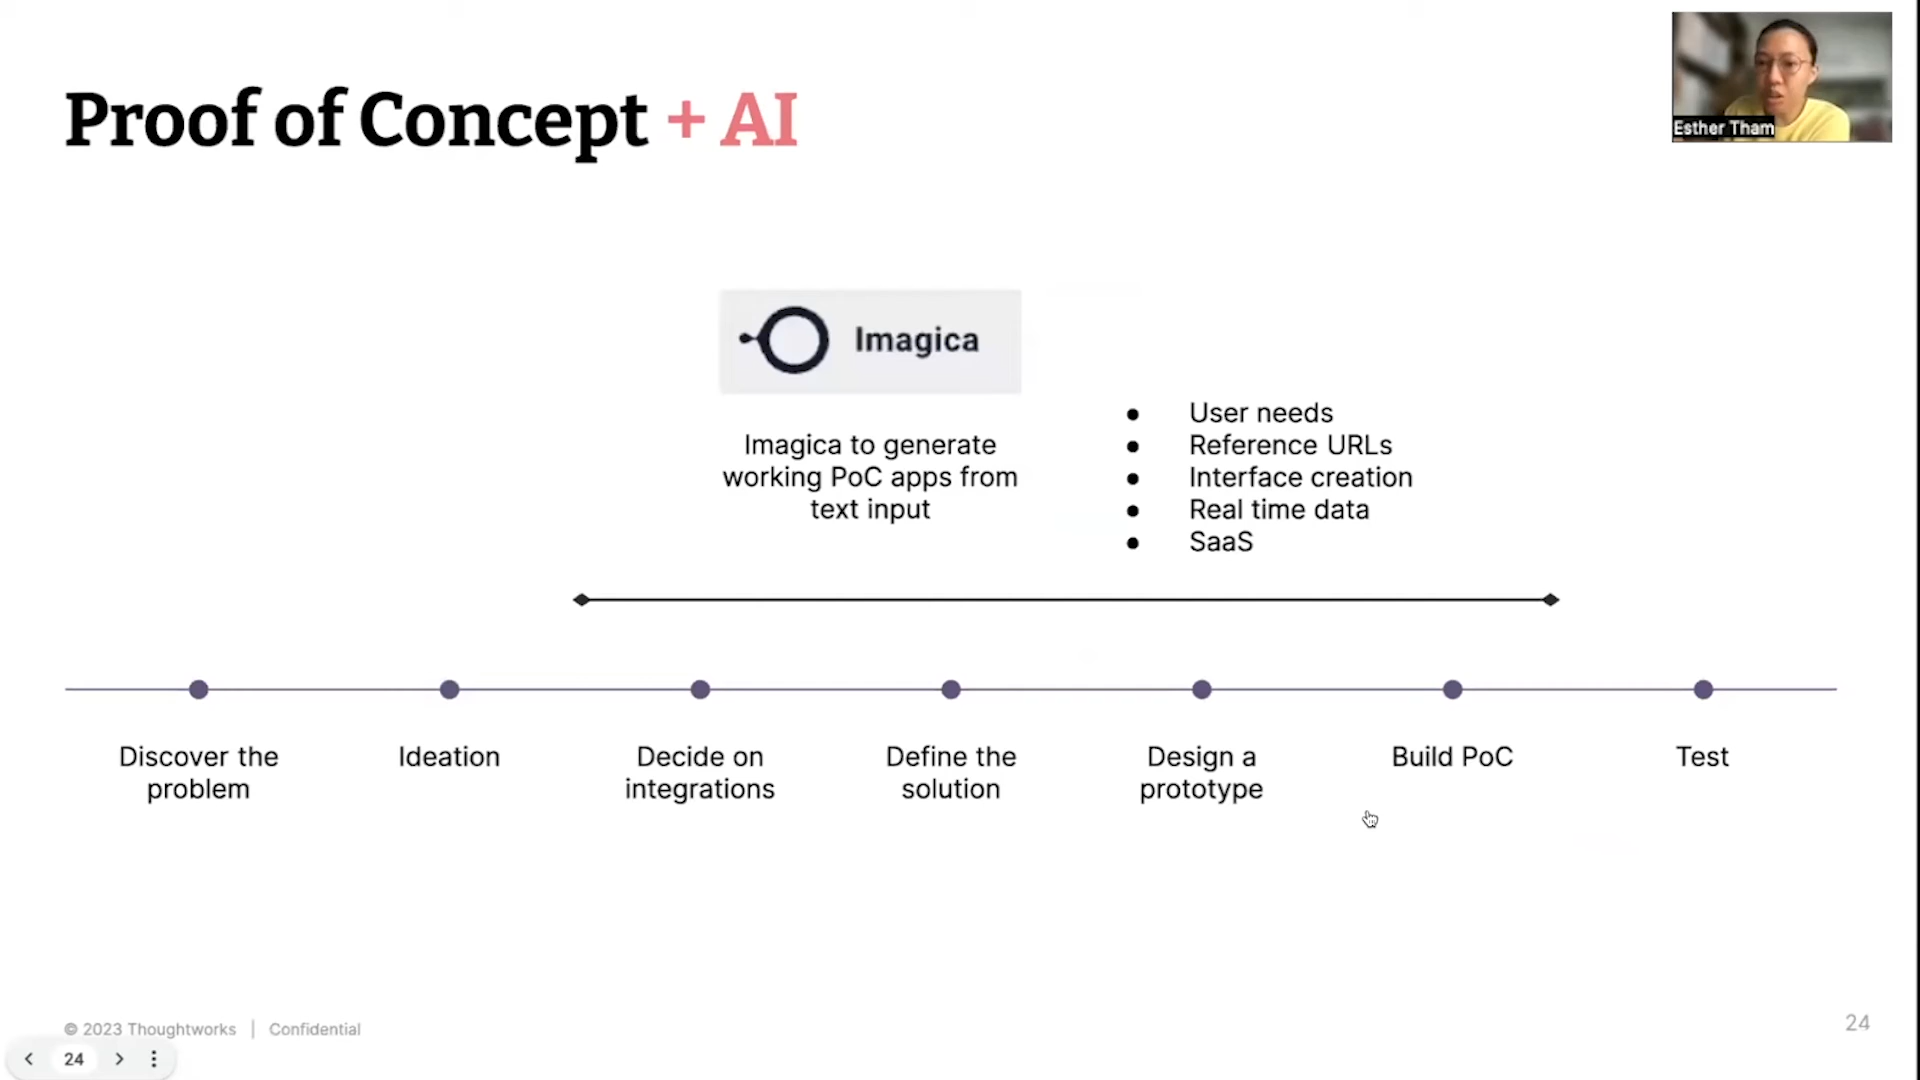 Proof of Concept + AI
Esther Tham
Imagica
Imagica to generate
working PoC apps from
text input
● User needs
● Reference URLs
● Interface creation
● Real time data
● SaaS
Discover the
problem
Ideation
Decide on
integrations
Define the
solution
Design a
prototype
Build PoC
Test
© 2023 Thoughtworks | Confidential
24
24